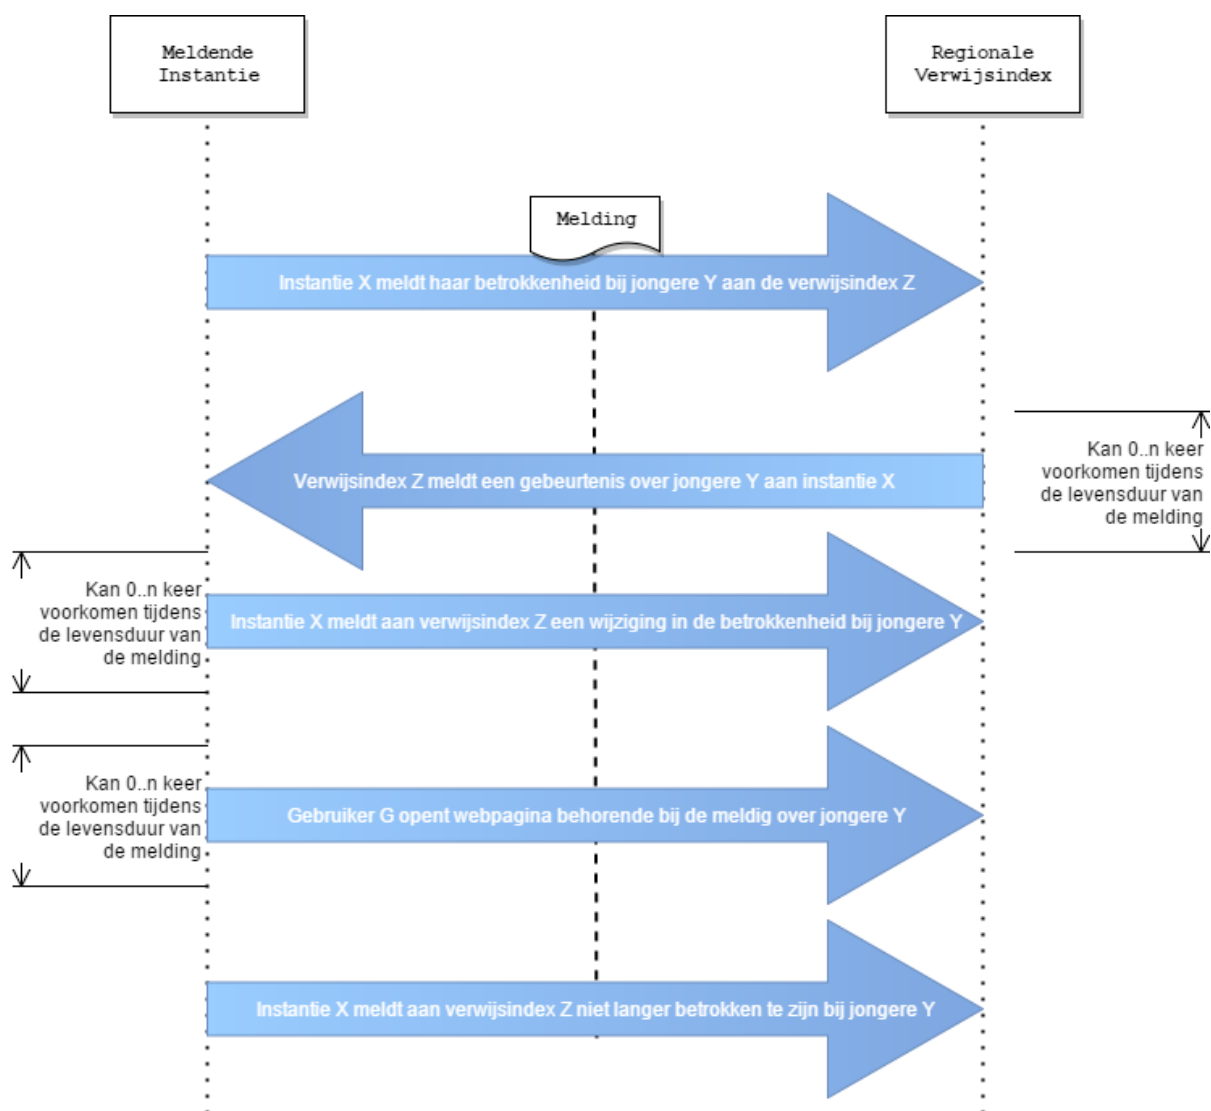 Meldende
Instantie
Regionale
Verwijsindex
Melding
Instantie X meldt haar betrokkenheid bij jongere Y aan de verwijsindex Z
Verwijsindex Z meldt een gebeurtenis over jongere Y aan instantie X
Kan 0..n keer
voorkomen tijdens
de levensduur van
de melding
Kan 0..n keer
voorkomen tijdens
de levensduur van
de melding
Instantie X meldt aan verwijsindex Z een wijziging in de betrokkenheid bij jongere Y
Kan 0..n keer
voorkomen tijdens
de levensduur van
de melding
Gebruiker G opent webpagina behorende bij de meldig over jongere Y
Instantie X meldt aan verwijsindex Z niet langer betrokken te zijn bij jongere Y